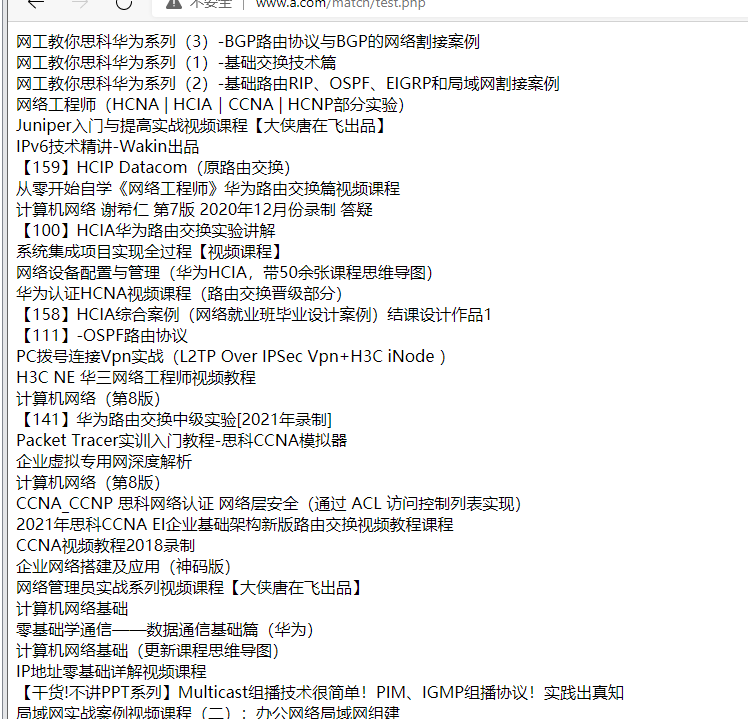 不安全 | www.a.com/match/test.php
网工教你思科华为系列（3）-BGP路由协议与BGP的网络割接案例
网工教你思科华为系列（1）-基础交换技术篇
网工教你思科华为系列（2）-基础路由RIP、OSPF、EIGRP和局域网割接案例
网络工程师（HCNA | HCIA | CCNA | HCNP部分实验）
Juniper入门与提高实战视频课程【大侠唐在飞出品】
IPv6技术精讲-Wakin出品
【159】HCIP Datacom（原路由交换）
从零开始自学《网络工程师》华为路由交换篇视频课程
计算机网络 谢希仁 第7版 2020年12月份录制 答疑
【100】HCIA华为路由交换实验讲解
系统集成项目实现全过程【视频课程】
网络设备配置与管理（华为HCIA，带50余张课程思维导图）
华为认证HCNA视频课程（路由交换晋级部分）
【158】HCIA综合案例（网络就业班毕业设计案例）结课设计作品1
【111】-OSPF路由协议
PC拨号连接Vpn实战（L2TP Over IPSec Vpn+H3C iNode ）
H3C NE 华三网络工程师视频教程
计算机网络（第8版）
【141】华为路由交换中级实验[2021年录制]
Packet Tracer实训入门教程-思科CCNA模拟器
企业虚拟专用网深度解析
计算机网络（第8版）
CCNA_CCNP 思科网络认证 网络层安全（通过 ACL 访问控制列表实现）
2021年思科CCNA EI企业基础架构新版路由交换视频教程课程
CCNA视频教程2018录制
企业网络搭建及应用（神码版）
网络管理员实战系列视频课程【大侠唐在飞出品】
计算机网络基础
零基础学通信——数据通信基础篇（华为）
计算机网络基础（更新课程思维导图）
IP地址零基础详解视频课程
【干货!不讲PPT系列】Multicast组播技术很简单！PIM、IGMP组播协议！实践出真知
局域网实战案例视频课程（二）：办公网络局域网组建